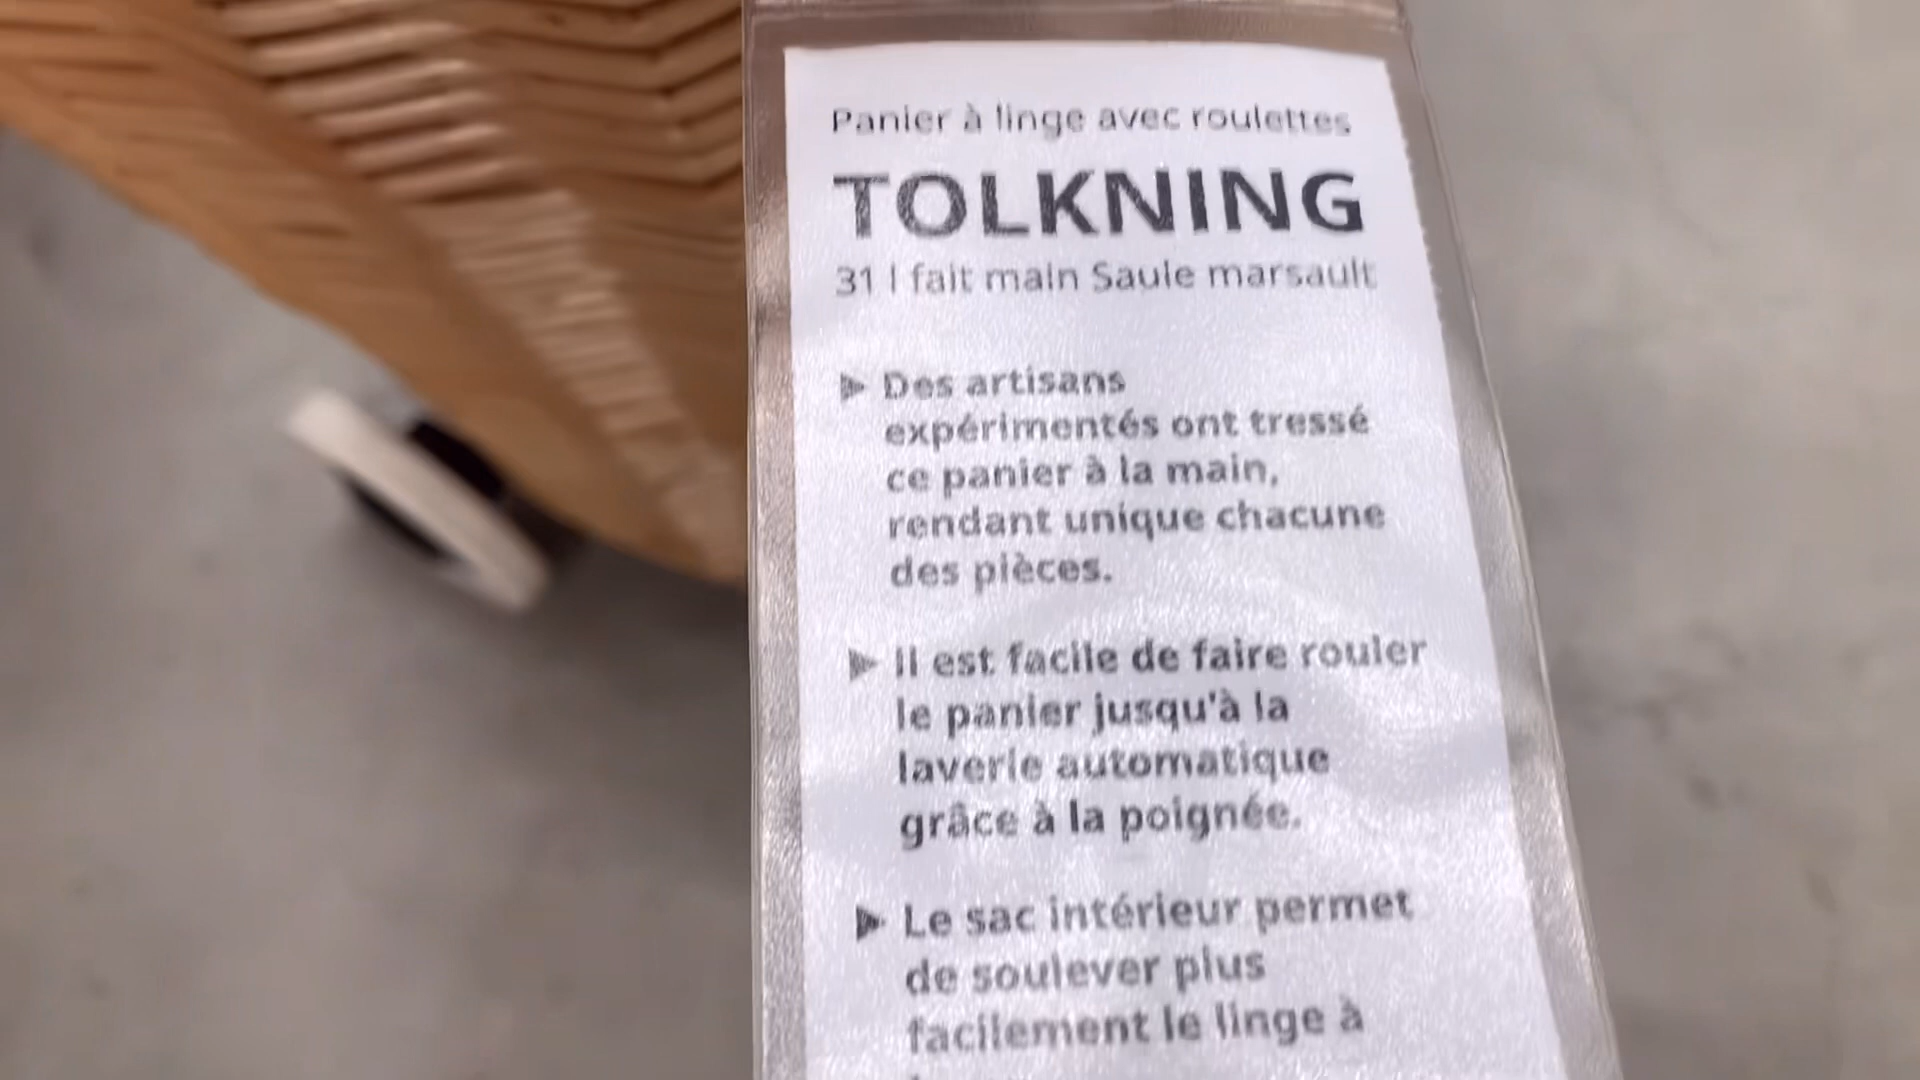 Panier à linge avec roulettes
TOLKNING
31 l fait main Saule marsault
▶ Des artisans
expérimentés ont tressé
ce panier à la main,
rendant unique chacune
des pièces.
▶ Il est facile de faire rouler
le panier jusqu'à la
laverie automatique
grâce à la poignée.
▶ Le sac intérieur permet
de soulever plus
facilement le linge à